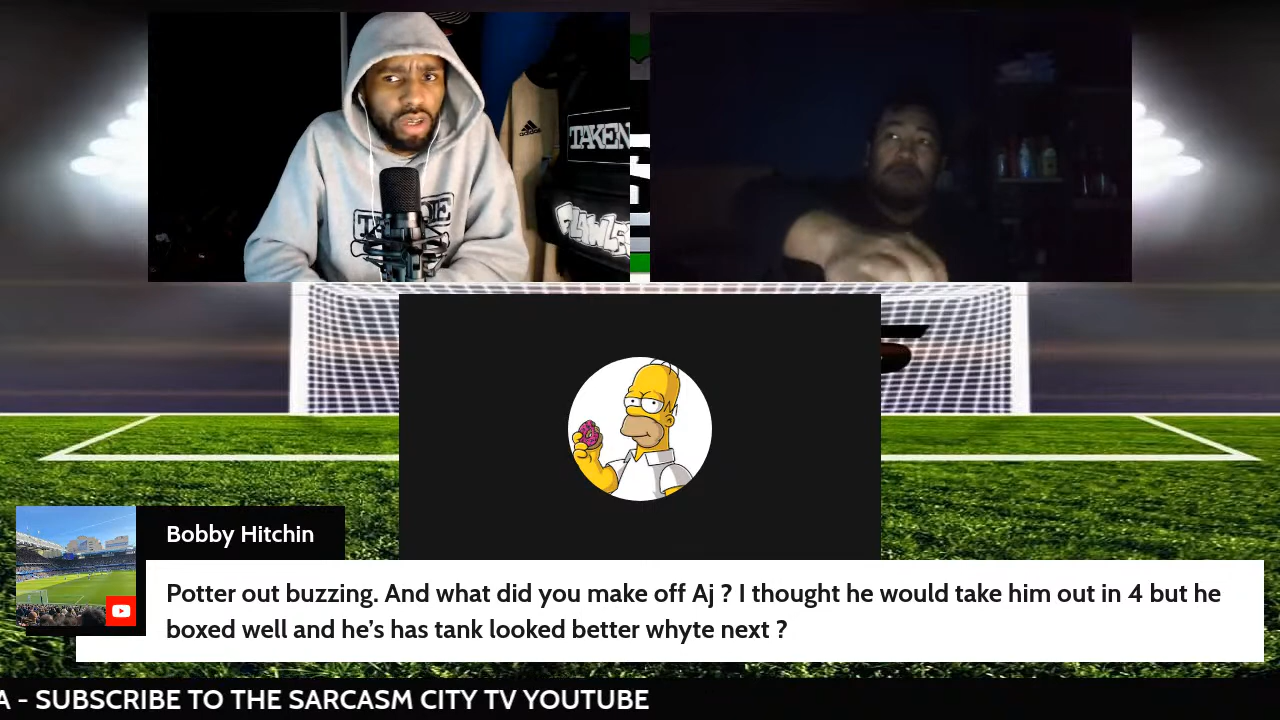 TAKEN
Bobby Hitchin
Potter out buzzing. And what did you make off Aj ? I thought he would take him out in 4 but he
boxed well and he’s has tank looked better whyte next ?
A - SUBSCRIBE TO THE SARCASM CITY TV YOUTUBE